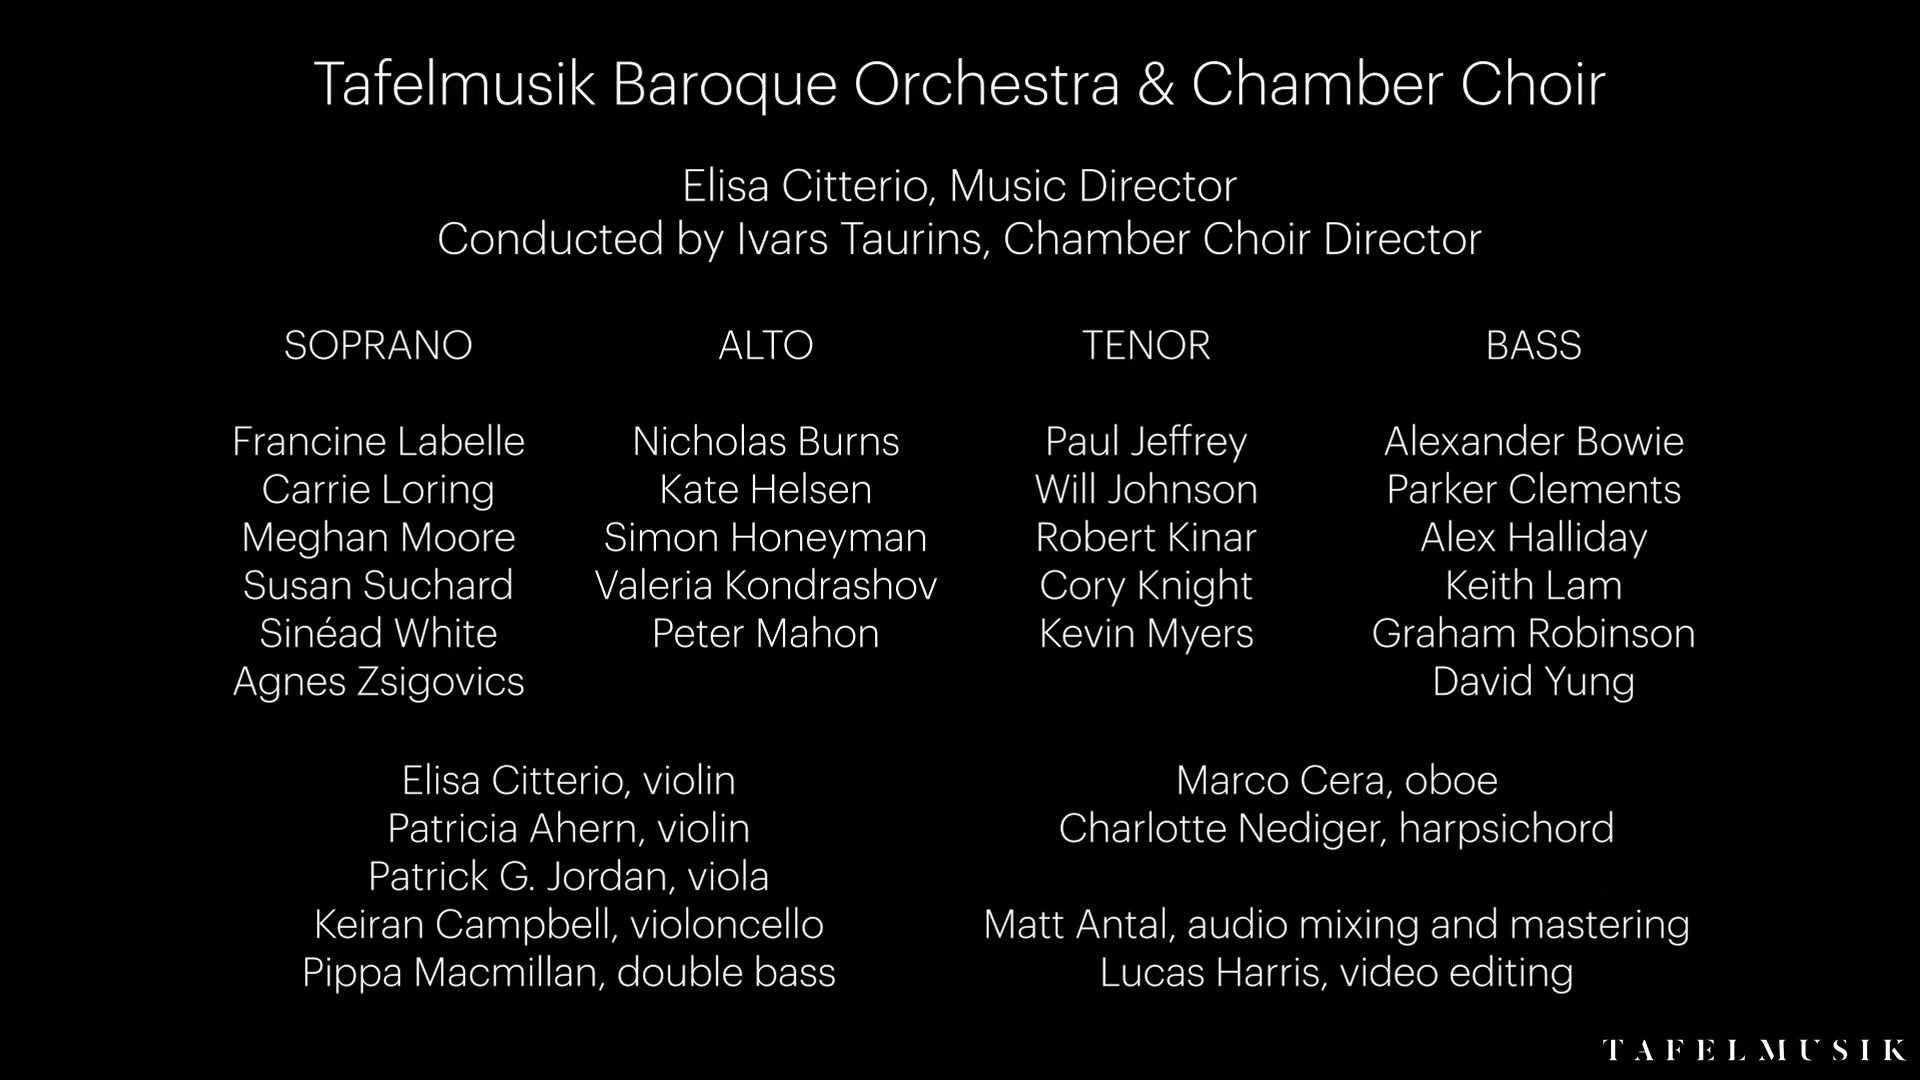 Tafelmusik Baroque Orchestra & Chamber Choir
Elisa Citterio, Music Director
Conducted by Ivars Taurins, Chamber Choir Director
SOPRANO
Francine Labelle
Carrie Loring
Meghan Moore
Susan Suchard
Sinéad White
Agnes Zsigovics
ALTO
Nicholas Burns
Kate Helsen
Simon Honeyman
Valeria Kondrashov
Peter Mahon
TENOR
Paul Jeffrey
Will Johnson
Robert Kinar
Cory Knight
Kevin Myers
BASS
Alexander Bowie
Parker Clements
Alex Halliday
Keith Lam
Graham Robinson
David Yung
Elisa Citterio, violin
Patricia Ahern, violin
Patrick G. Jordan, viola
Keiran Campbell, violoncello
Pippa Macmillan, double bass
Marco Cera, oboe
Charlotte Nediger, harpsichord
Matt Antal, audio mixing and mastering
Lucas Harris, video editing
TAFELMUSIK